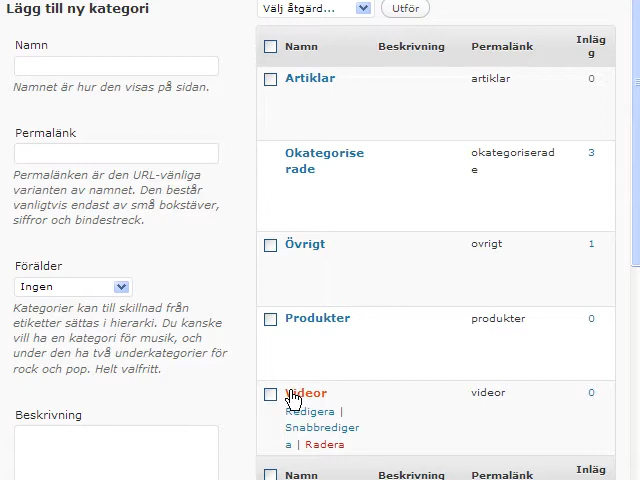 Lägg till ny kategori
Namn
Namnet är hur den visas på sidan.
Permalänk
Permalänken är den URL-vänliga
varianten av namnet. Den består
vanligtvis endast av små bokstäver,
siffror och bindestreck.
Förälder
Ingen
Kategorier kan till skillnad från
etiketter sättas i hierarki. Du kanske
vill ha en kategori för musik, och
under den ha två underkategorier för
rock och pop. Helt valfritt.
Beskrivning
Välj åtgärd... Utför
Namn Beskrivning Permalänk Inläg
g
Artiklar artiklar 0
Okategorise okategoriserad 3
rade e
Övrigt ovrigt 1
Produkter produkter 0
Videor videor 0
Redigera |
Snabbrediger
a | Radera
Namn Beskrivning Permalänk Inläg